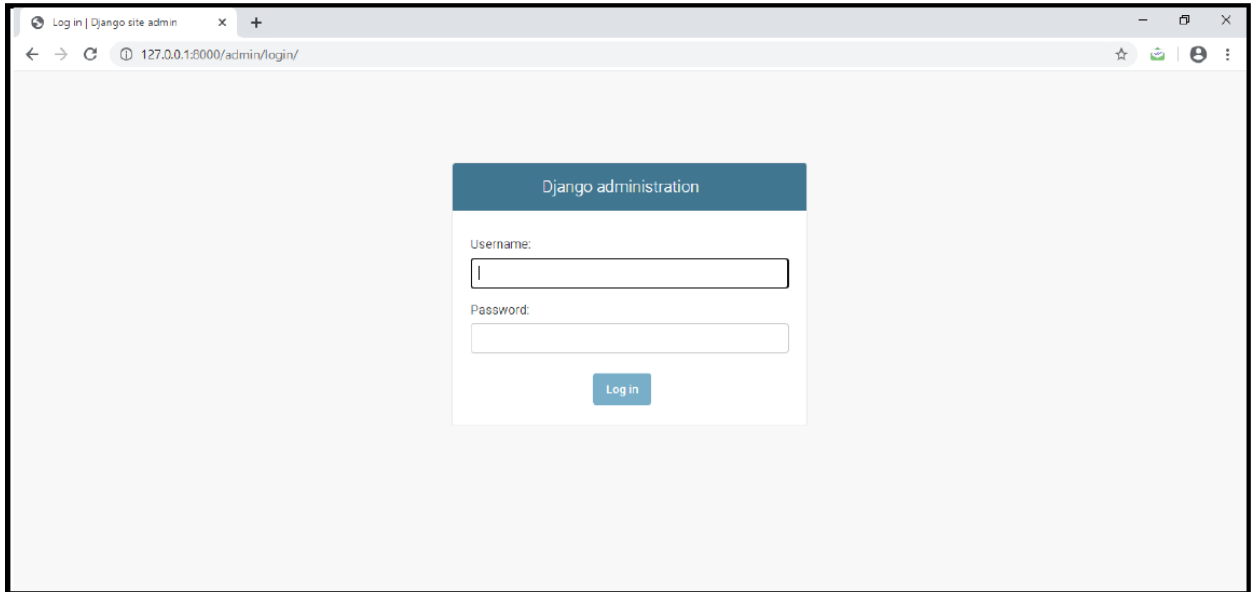 Log in | Django site admin
127.0.0.1:8000/admin/login/
Django administration
Username:
Password:
Log in